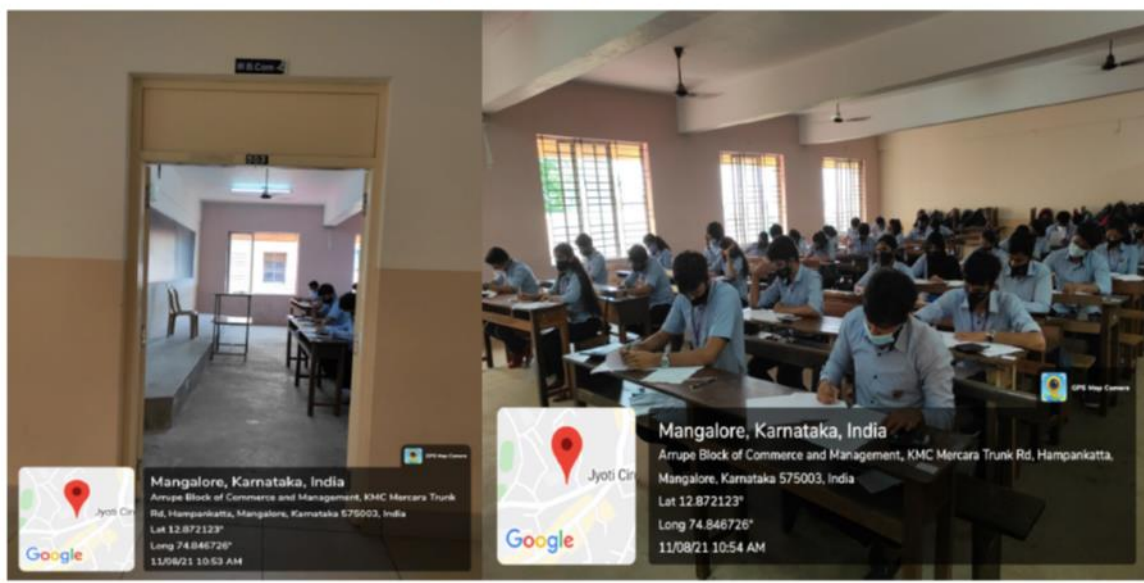 III B.Com -C
503
GPS Map Camera
Jyoti Cir
Google
Mangalore, Karnataka, India
Arrupe Block of Commerce and Management, KMC Mercara Trunk
Rd, Hampankatta, Mangalore, Karnataka 575003, India
Lat 12.872123°
Long 74.846726°
11/08/21 10:53 AM
GPS Map Camera
Jyoti Cir
Google
Mangalore, Karnataka, India
Arrupe Block of Commerce and Management, KMC Mercara Trunk Rd, Hampankatta,
Mangalore, Karnataka 575003, India
Lat 12.872123°
Long 74.846726°
11/08/21 10:54 AM